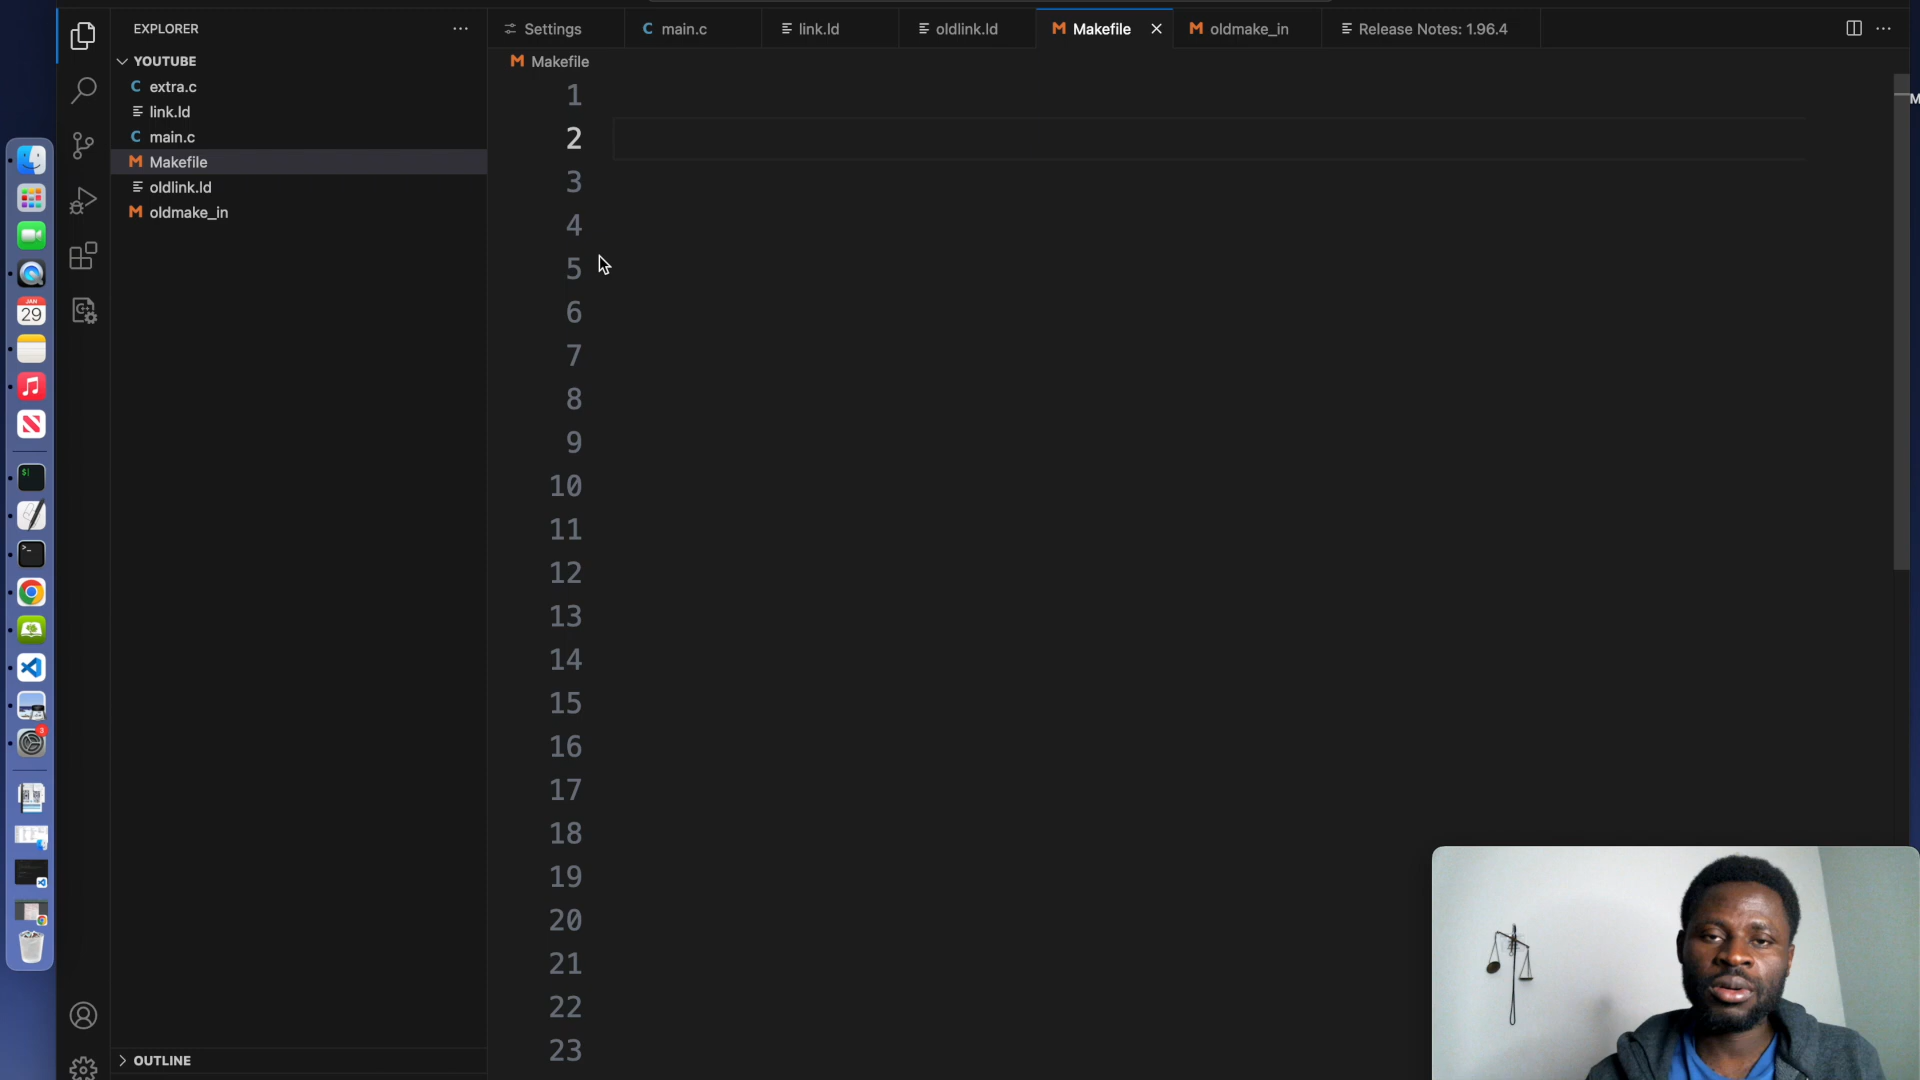 EXPLORER
YOUTUBE
C extra.c
link.ld
C main.c
M Makefile
oldlink.ld
M oldmake_in
OUTLINE
Settings
C main.c
link.ld
oldlink.ld
M Makefile
M oldmake_in
Release Notes: 1.96.4
M Makefile
1
2
3
4
5
6
7
8
9
10
11
12
13
14
15
16
17
18
19
20
21
22
23
JAN
29
$
>_
3
M